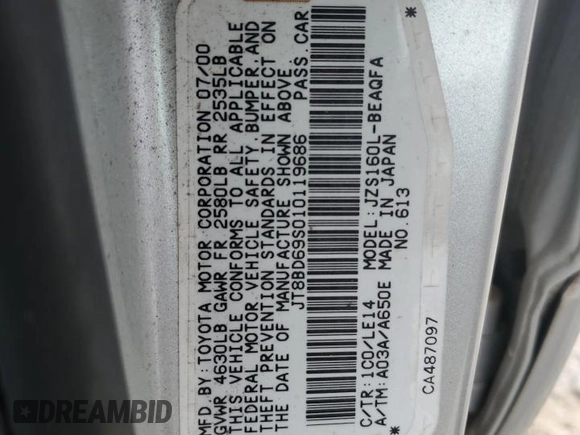 MFD. BY: TOYOTA MOTOR CORPORATION 07/00
GVWR 4630LB GAWR FR 2580LB RR 2535LB
THIS VEHICLE CONFORMS TO ALL APPLICABLE
FEDERAL MOTOR VEHICLE SAFETY, BUMPER AND
THEFT PREVENTION STANDARDS IN EFFECT ON
THE DATE OF MANUFACTURE SHOWN ABOVE.
JT8BD69S010119686 PASS. CAR
C/TR: 1C0/LE14 MODEL: JZS160L-BEAQFA
A/TM: A03A/A650E MADE IN JAPAN
NO. 613
CA487097
DREAMBID